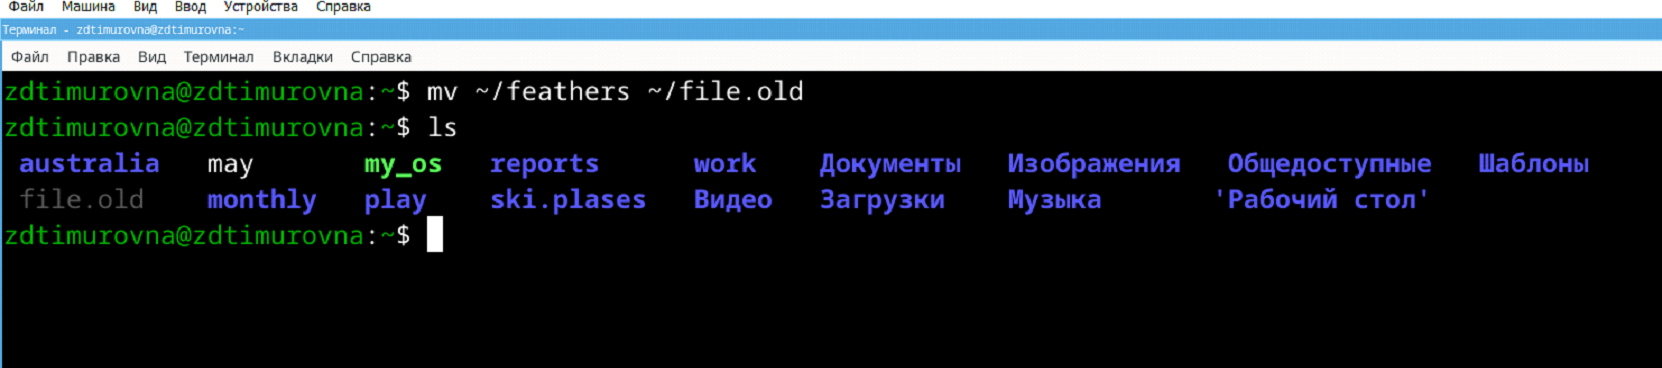 Файл Машина Вид Ввод Устройства Справка
Терминал - zdtimurovna@zdtimurovna:~
Файл Правка Вид Терминал Вкладки Справка
zdtimurovna@zdtimurovna:~$ mv ~/feathers ~/file.old
zdtimurovna@zdtimurovna:~$ ls
australia may my_os reports work Документы Изображения Общедоступные Шаблоны
file.old monthly play ski.plases Видео Загрузки Музыка 'Рабочий стол'
zdtimurovna@zdtimurovna:~$